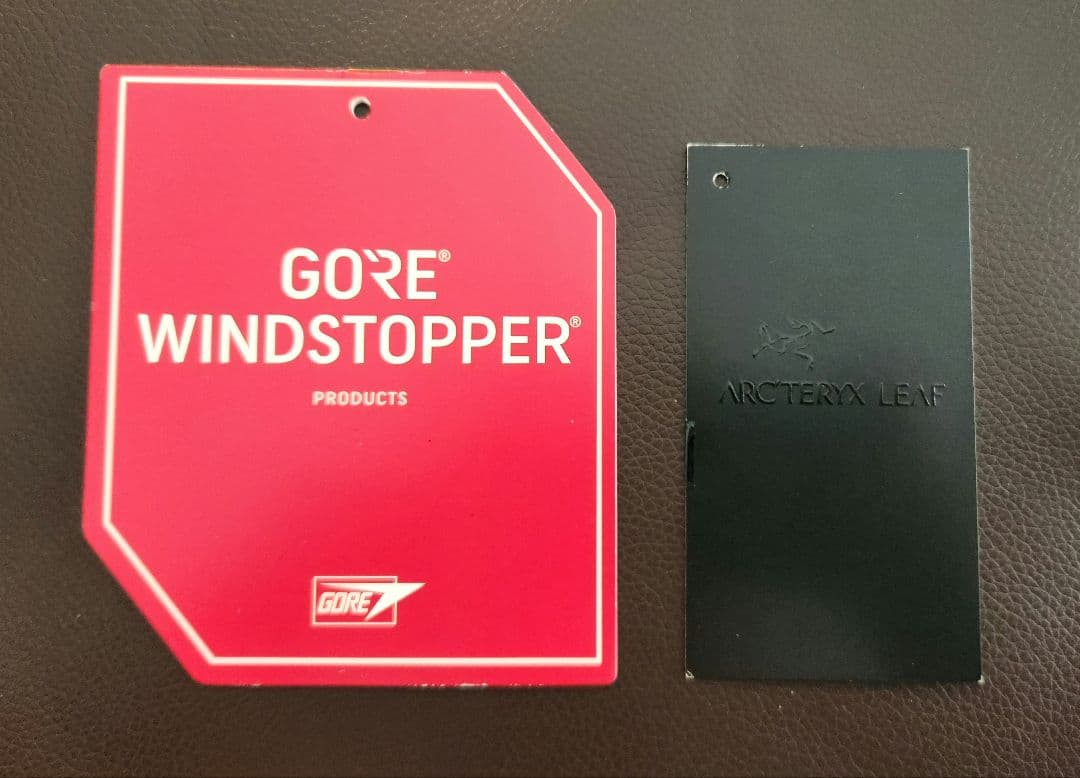 GORE®
WINDSTOPPER®
PRODUCTS
GORE
ARC'TERYX LEAF